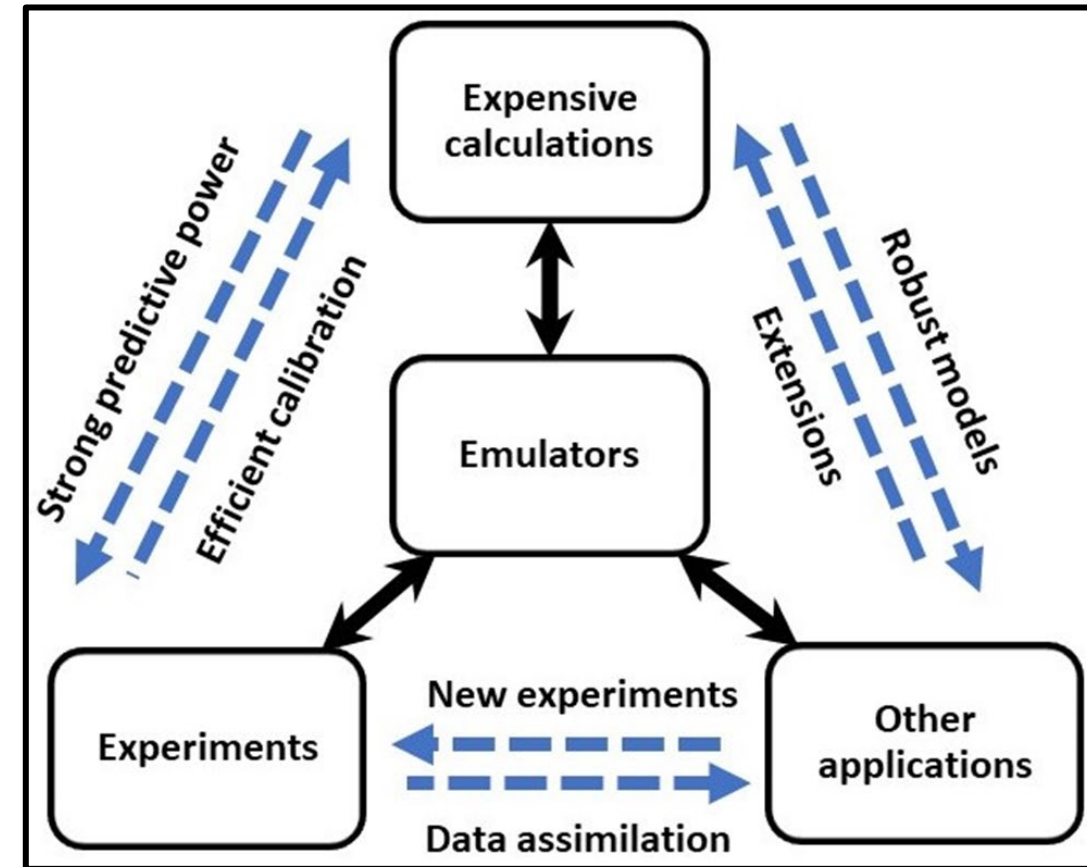 Expensive
calculations
Strong predictive power
Efficient calibration
Robust models
Extensions
Emulators
New experiments
Experiments
Other
applications
Data assimilation